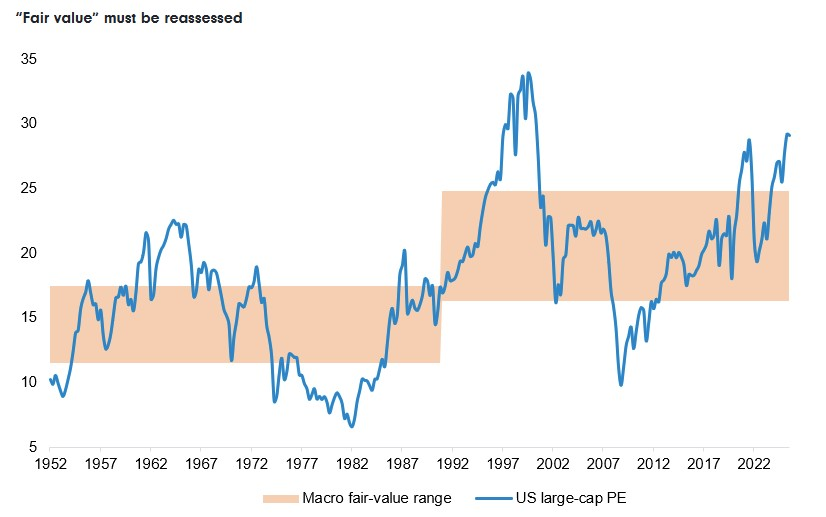 “Fair value” must be reassessed
35
30
25
20
15
10
5
1952 1957 1962 1967 1972 1977 1982 1987 1992 1997 2002 2007 2012 2017 2022
Macro fair-value range US large-cap PE